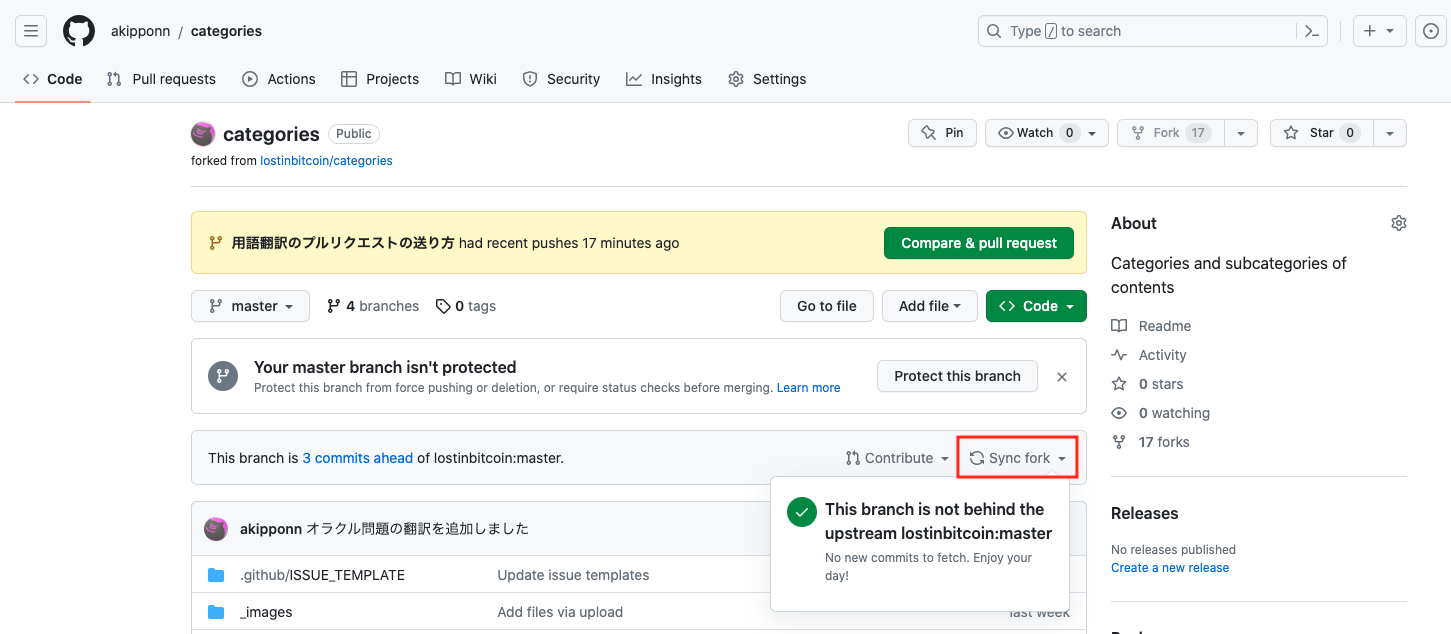 akipponn / categories
Type / to search
Code Pull requests Actions Projects Wiki Security Insights Settings
categories Public
Pin Watch 0 Fork 17 Star 0
forked from lostinbitcoin/categories
用語翻訳のプルリクエストの送り方 had recent pushes 17 minutes ago
Compare & pull request
master 4 branches 0 tags
Go to file Add file Code
Your master branch isn't protected
Protect this branch from force pushing or deletion, or require status checks before merging. Learn more
Protect this branch
This branch is 3 commits ahead of lostinbitcoin:master.
Contribute Sync fork
This branch is not behind the
upstream lostinbitcoin:master
No new commits to fetch. Enjoy your
day!
akipponn オラクル問題の翻訳を追加しました
.github/ISSUE_TEMPLATE Update issue templates
_images Add files via upload last week
About
Categories and subcategories of
contents
Readme
Activity
0 stars
0 watching
17 forks
Releases
No releases published
Create a new release